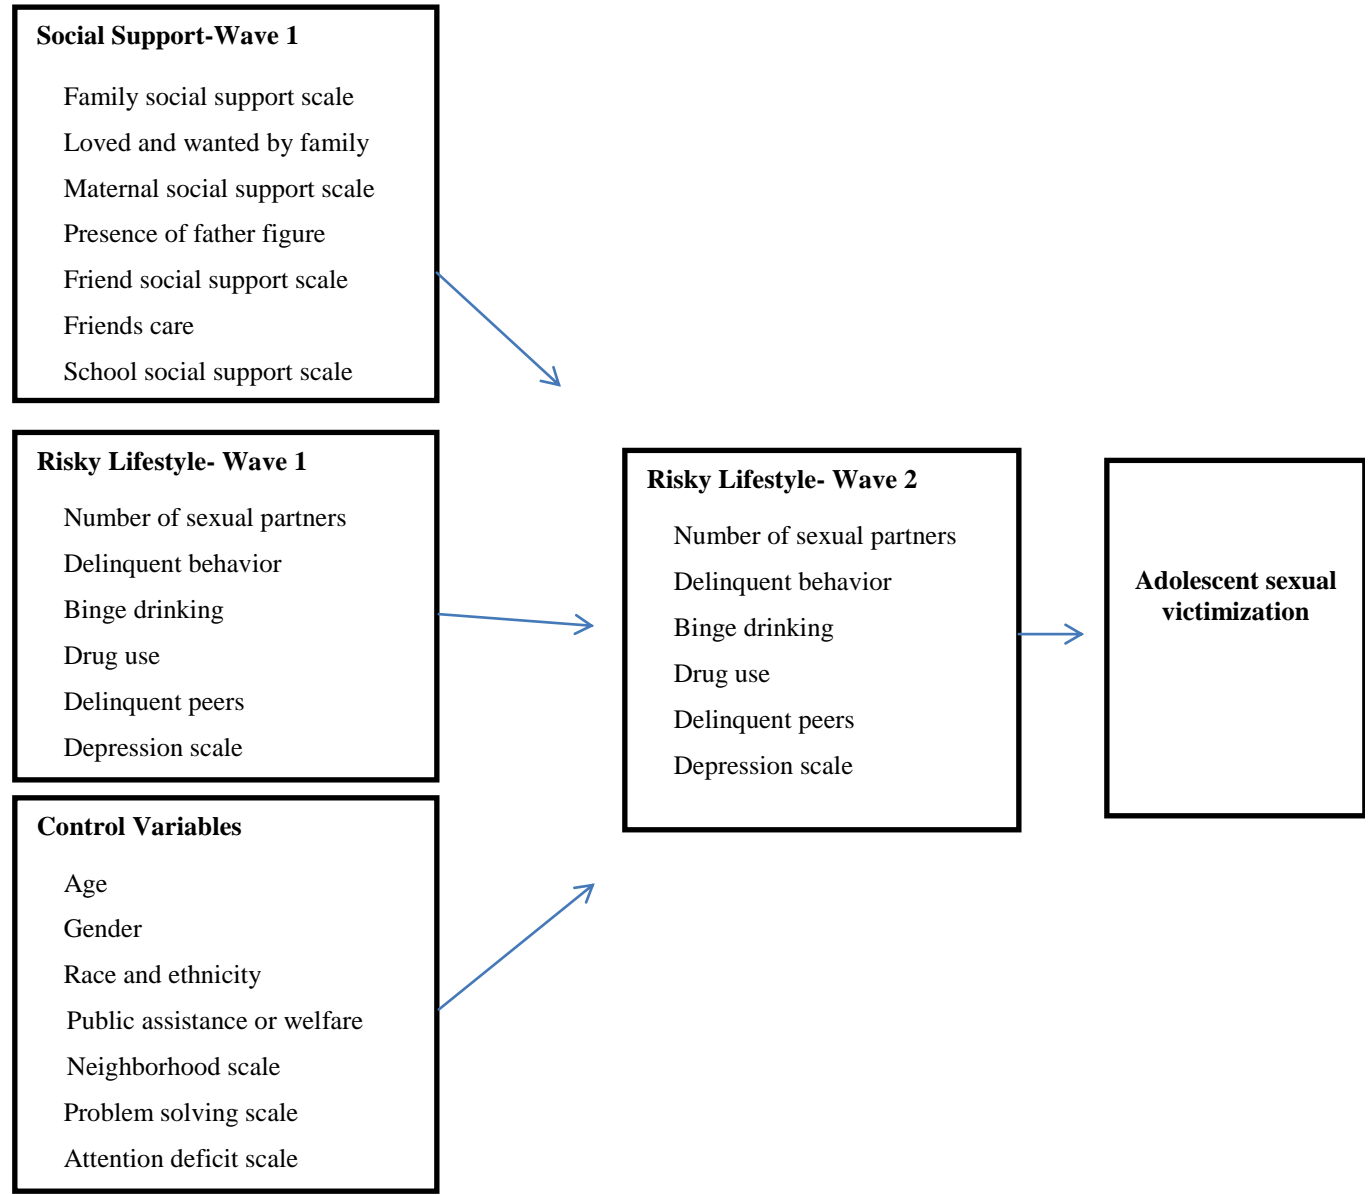 Social Support-Wave 1
Family social support scale
Loved and wanted by family
Maternal social support scale
Presence of father figure
Friend social support scale
Friends care
School social support scale
Risky Lifestyle- Wave 1
Number of sexual partners
Delinquent behavior
Binge drinking
Drug use
Delinquent peers
Depression scale
Control Variables
Age
Gender
Race and ethnicity
Public assistance or welfare
Neighborhood scale
Problem solving scale
Attention deficit scale
Risky Lifestyle- Wave 2
Number of sexual partners
Delinquent behavior
Binge drinking
Drug use
Delinquent peers
Depression scale
Adolescent sexual
victimization